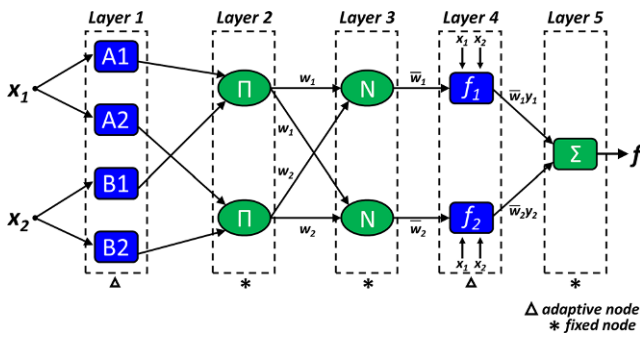 Layer 1 Layer 2 Layer 3 Layer 4 Layer 5
x₁ x₂
A1
Π w₁ N w̅₁ f₁ w̅₁y₁
x₁
A2
w₁
Σ f
B1
w₂
x₂
Π w₂ N w̅₂ f₂ w̅₂y₂
B2
x₁ x₂
Δ * * Δ *
Δ adaptive node
* fixed node